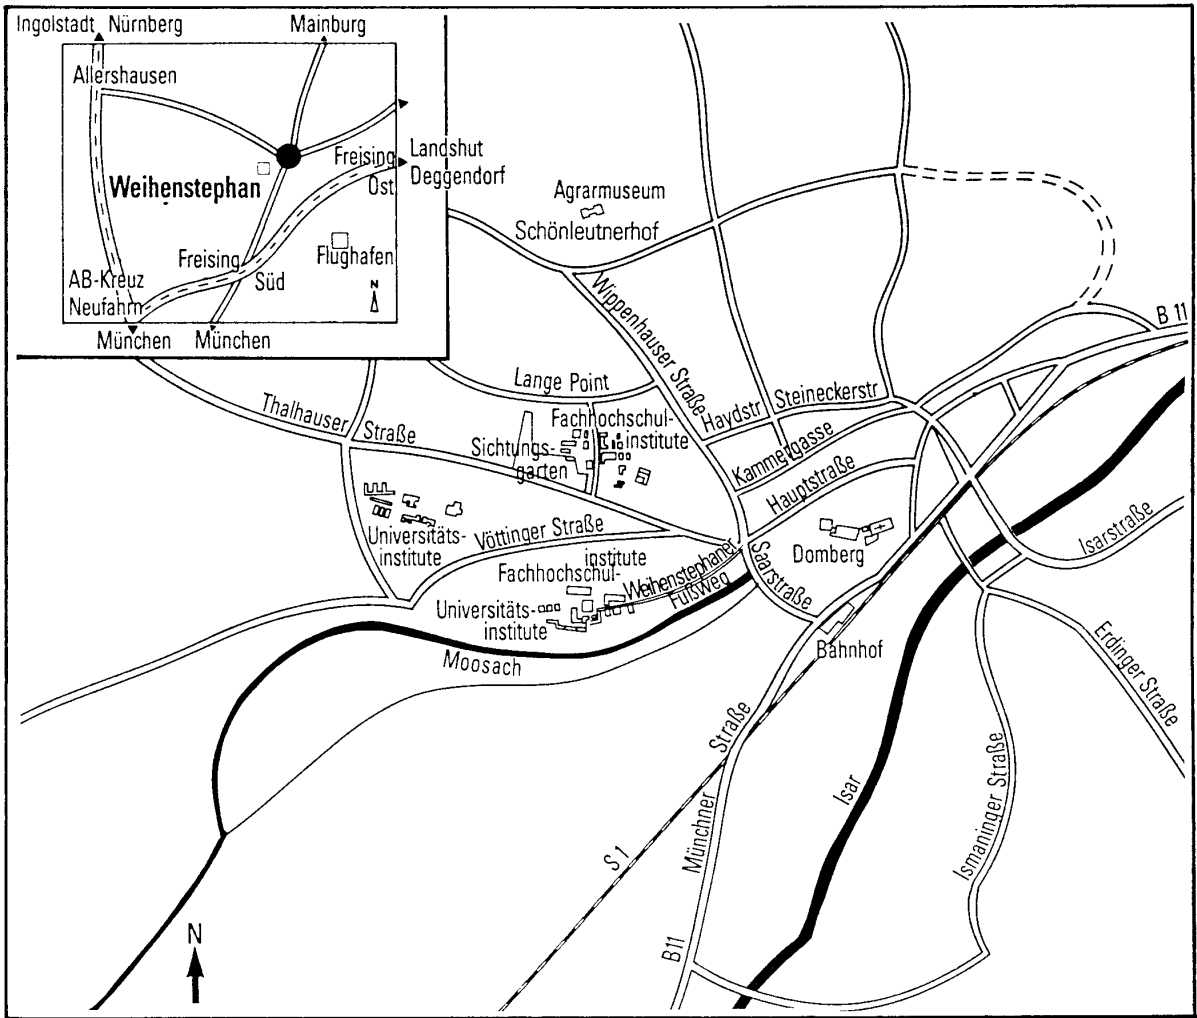 Ingolstadt Nürnberg
Mainburg
Allershausen
Freising
Ost
Landshut
Deggendorf
Weihenstephan
Freising
Süd
Flughafen
AB-Kreuz
Neufahrn
N
München
München
Agrarmuseum
Schönleutnerhof
Wippenhauser Straße
B 11
Lange Point
Thalhauser Straße
Haydstr
Steineckerstr
Fachhochschul-
institute
Sichtungs-
garten
Kammergasse
Hauptstraße
Universitäts-
institute
Vöttinger Straße
Domberg
Isarstraße
institute
Fachhochschul-
Weihenstephaner
Fußweg
Saarstraße
Universitäts-
institute
Moosach
Bahnhof
Erdinger Straße
Münchner Straße
Isar
Ismaninger Straße
S 1
B11
N